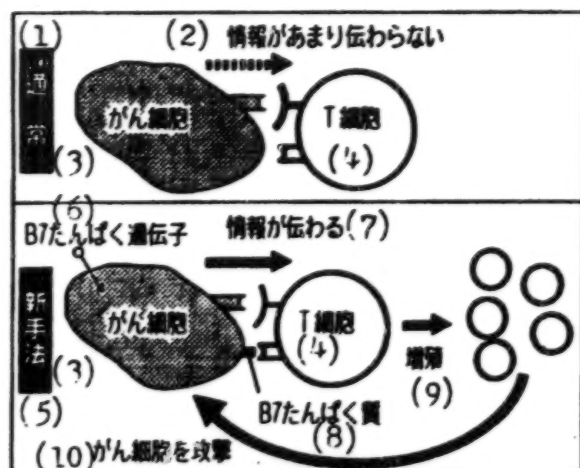 (1)
通常
(2) 情報があまり伝わらない
がん細胞
T細胞
(3)
(4)
(6)
B7たんぱく遺伝子
情報が伝わる(7)
新手法
がん細胞
T細胞
(3)
(4)
増殖
(9)
(5)
B7たんぱく質
(8)
(10)がん細胞を攻撃